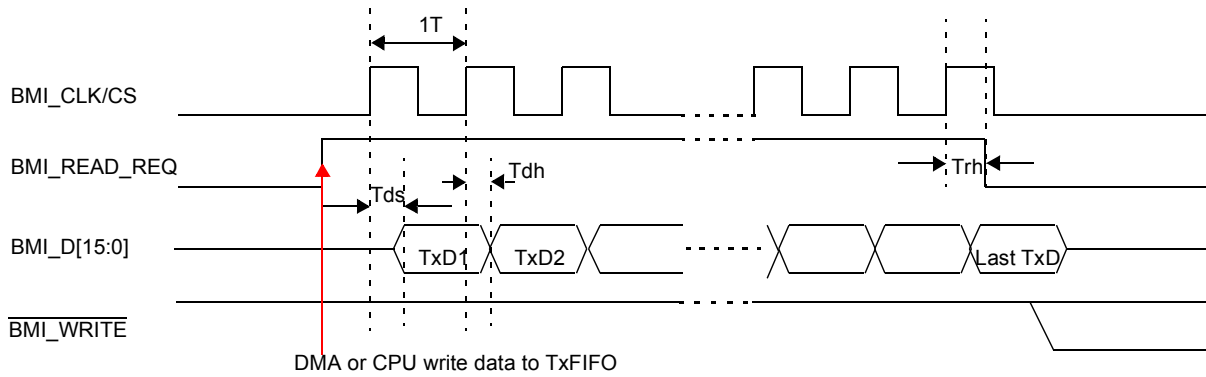 1T
BMI_CLK/CS
BMI_READ_REQ
Tdh
Trh
Tds
BMI_D[15:0]
TxD1
TxD2
Last TxD
BMI_WRITE
DMA or CPU write data to TxFIFO